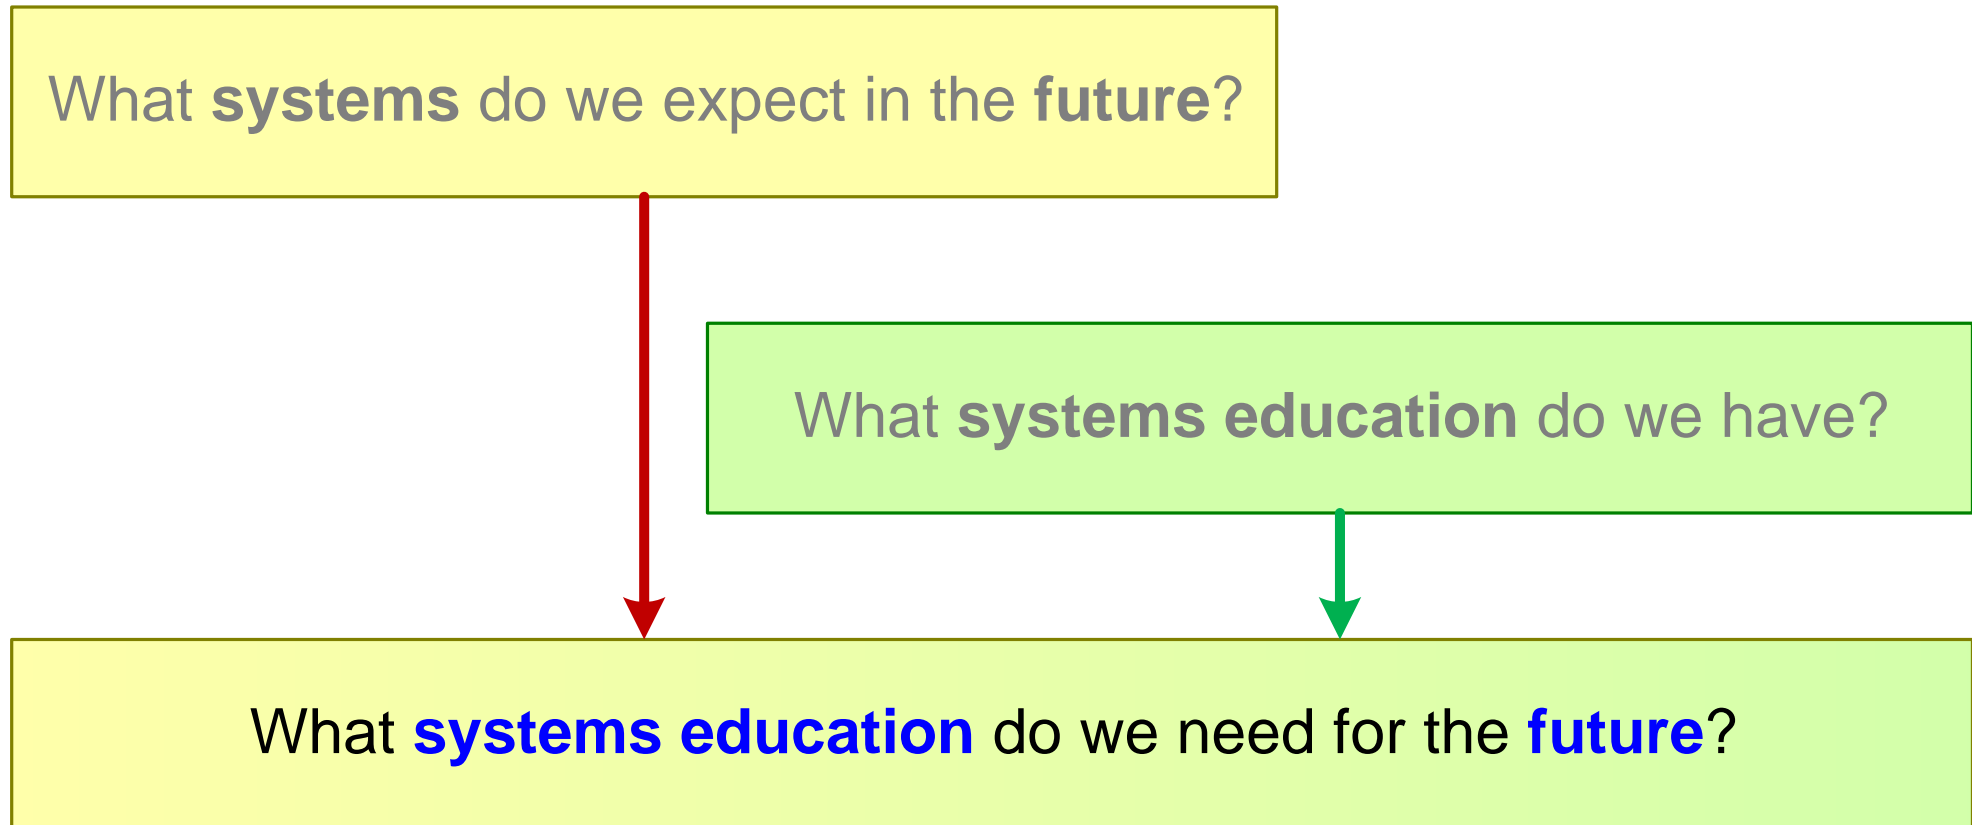 What systems do we expect in the future?
What systems education do we have?
What systems education do we need for the future?